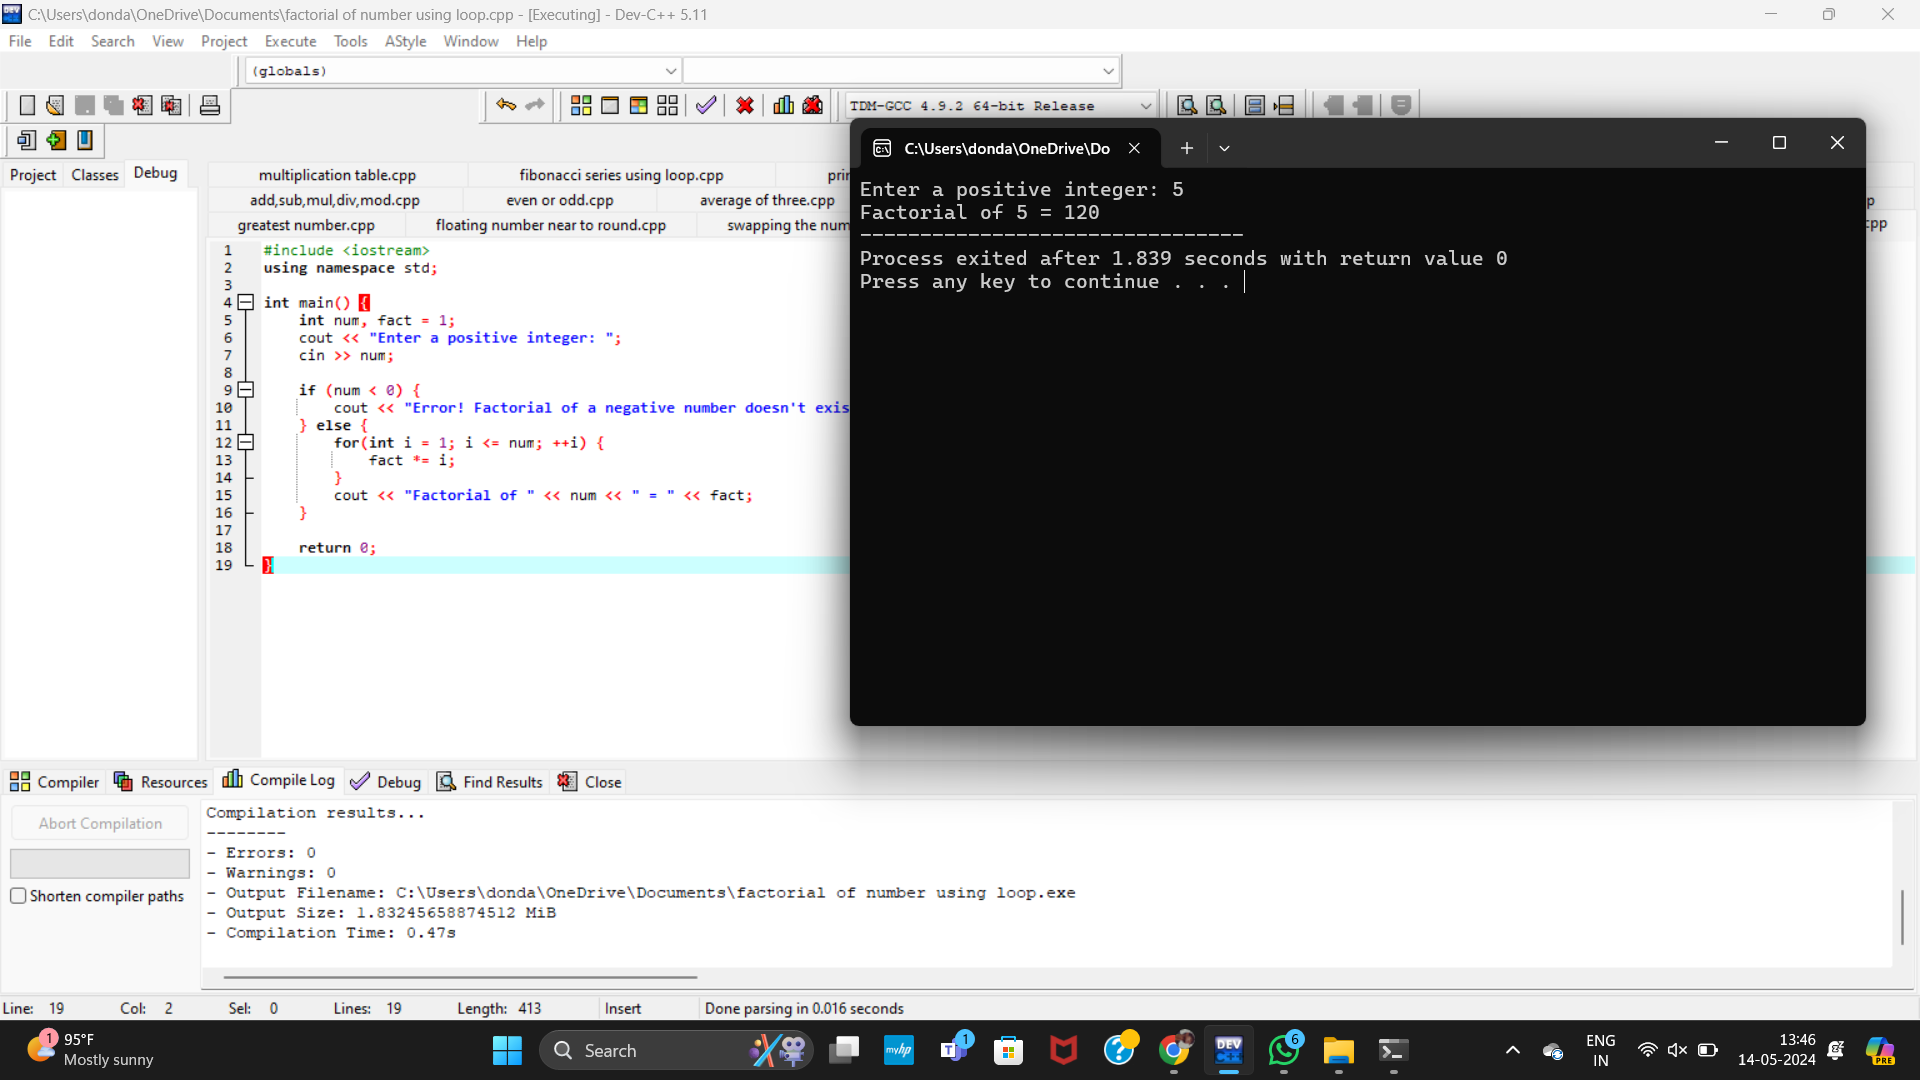 C:\Users\donda\OneDrive\Documents\factorial of number using loop.cpp - [Executing] - Dev-C++ 5.11
File Edit Search View Project Execute Tools AStyle Window Help
(globals)
TDM-GCC 4.9.2 64-bit Release
Project Classes Debug
multiplication table.cpp fibonacci series using loop.cpp
add,sub,mul,div,mod.cpp even or odd.cpp average of three.cpp
greatest number.cpp floating number near to round.cpp swapping the num
1 #include <iostream>
2 using namespace std;
3
4 int main() {
5 int num, fact = 1;
6 cout << "Enter a positive integer: ";
7 cin >> num;
8
9 if (num < 0) {
10 cout << "Error! Factorial of a negative number doesn't exis
11 } else {
12 for(int i = 1; i <= num; ++i) {
13 fact *= i;
14 }
15 cout << "Factorial of " << num << " = " << fact;
16 }
17
18 return 0;
19 }
C:\Users\donda\OneDrive\Do
Enter a positive integer: 5
Factorial of 5 = 120
--------------------------------
Process exited after 1.839 seconds with return value 0
Press any key to continue . . .
Compiler Resources Compile Log Debug Find Results Close
Abort Compilation
Shorten compiler paths
Compilation results...
--------
- Errors: 0
- Warnings: 0
- Output Filename: C:\Users\donda\OneDrive\Documents\factorial of number using loop.exe
- Output Size: 1.83245658874512 MiB
- Compilation Time: 0.47s
Line: 19 Col: 2 Sel: 0 Lines: 19 Length: 413 Insert Done parsing in 0.016 seconds
1 95°F
Mostly sunny
Search
myhp
1
DEV
C++
6
ENG
IN
13:46
14-05-2024
PRE